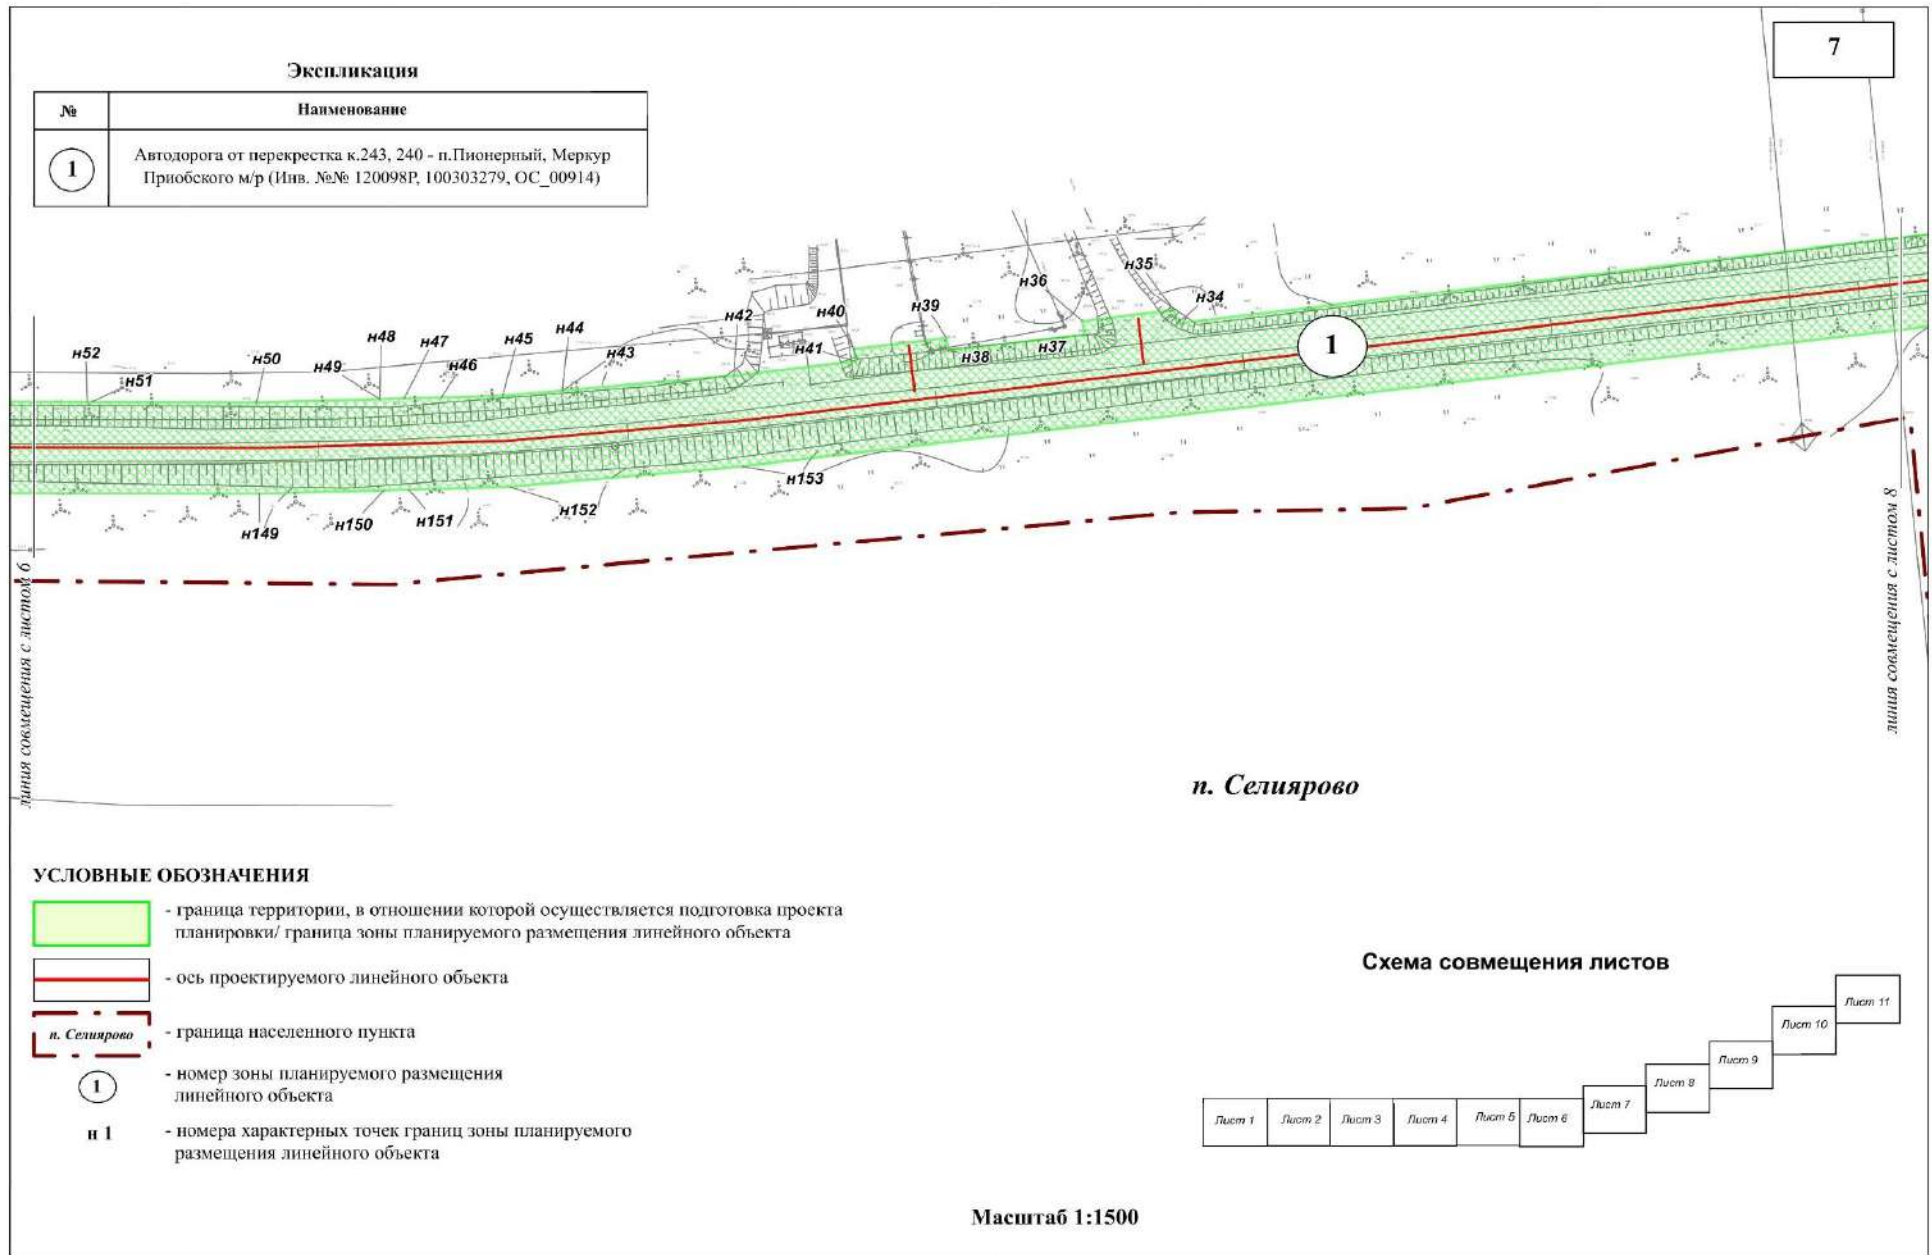 7
Экспликация
№
Наименование
1
Автодорога от перекрестка к.243, 240 - п.Пионерный, Меркур
Приобского м/р (Инв. №№ 120098Р, 100303279, ОС_00914)
н52
н51
н50
н49
н48
н47
н46
н45
н44
н43
н42
н41
н40
н39
н38
н37
н36
н35
н34
1
н149
н150
н151
н152
н153
линия совмещения с листом 6
линия совмещения с листом 8
п. Селиярово
УСЛОВНЫЕ ОБОЗНАЧЕНИЯ
- граница территории, в отношении которой осуществляется подготовка проекта
планировки/ граница зоны планируемого размещения линейного объекта
- ось проектируемого линейного объекта
п. Селиярово
- граница населенного пункта
1
- номер зоны планируемого размещения
линейного объекта
н 1
- номера характерных точек границ зоны планируемого
размещения линейного объекта
Схема совмещения листов
Лист 1
Лист 2
Лист 3
Лист 4
Лист 5
Лист 6
Лист 7
Лист 8
Лист 9
Лист 10
Лист 11
Масштаб 1:1500